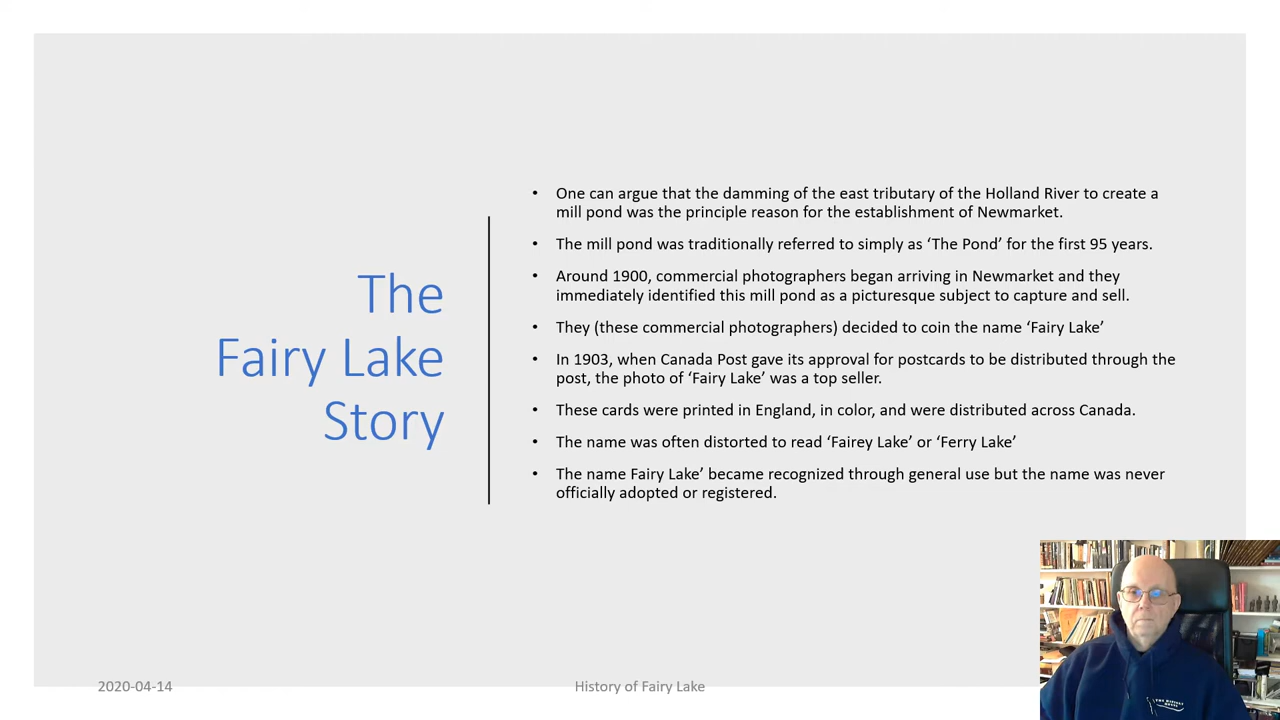 The
Fairy Lake
Story
• One can argue that the damming of the east tributary of the Holland River to create a
mill pond was the principle reason for the establishment of Newmarket.
• The mill pond was traditionally referred to simply as ‘The Pond’ for the first 95 years.
• Around 1900, commercial photographers began arriving in Newmarket and they
immediately identified this mill pond as a picturesque subject to capture and sell.
• They (these commercial photographers) decided to coin the name ‘Fairy Lake’
• In 1903, when Canada Post gave its approval for postcards to be distributed through the
post, the photo of ‘Fairy Lake’ was a top seller.
• These cards were printed in England, in color, and were distributed across Canada.
• The name was often distorted to read ‘Fairey Lake’ or ‘Ferry Lake’
• The name Fairy Lake’ became recognized through general use but the name was never
officially adopted or registered.
2020-04-14
History of Fairy Lake